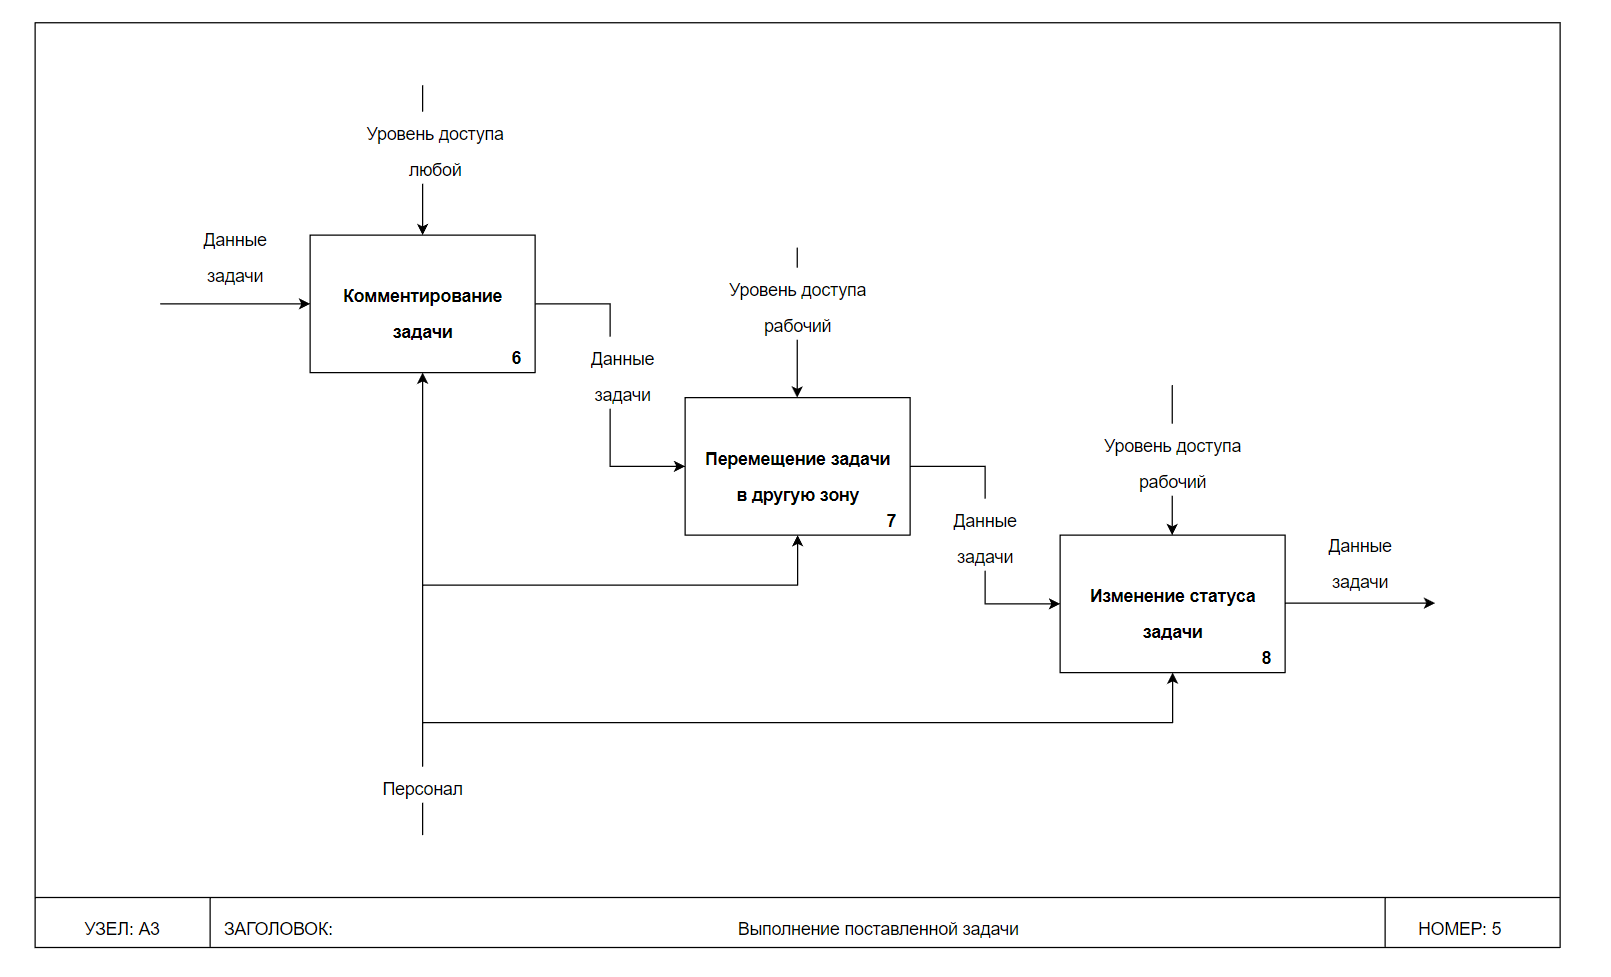 Уровень доступа
любой
Данные
задачи
Комментирование
задачи
6
Данные
задачи
Уровень доступа
рабочий
Перемещение задачи
в другую зону
7
Данные
задачи
Уровень доступа
рабочий
Изменение статуса
задачи
8
Данные
задачи
Персонал
УЗЕЛ: А3
ЗАГОЛОВОК:
Выполнение поставленной задачи
НОМЕР: 5